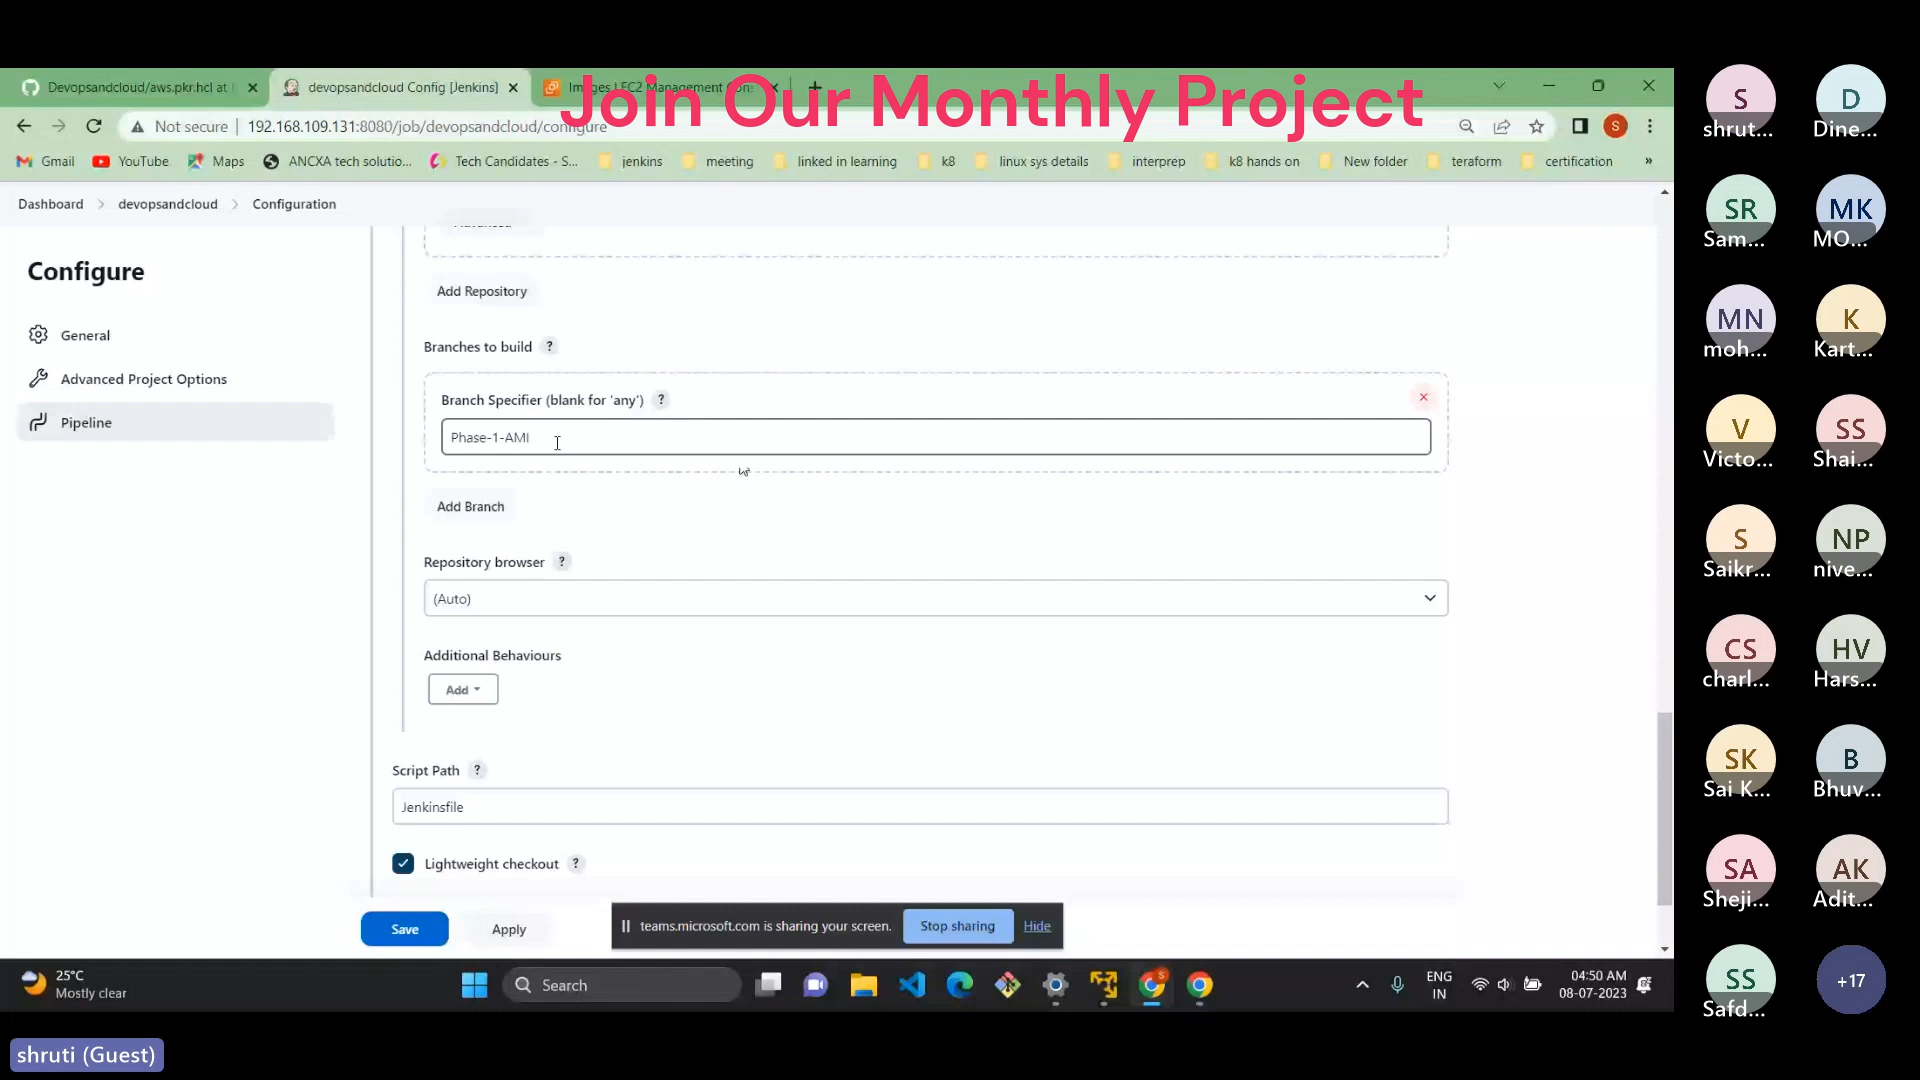 Join Our Monthly Project
Devopsandcloud/aws.pkr.hcl at
devopsandcloud Config [Jenkins]
Images | EC2 Management Cons
Not secure
192.168.109.131:8080/job/devopsandcloud/configure
S
Gmail
YouTube
Maps
ANCXA tech solutio...
Tech Candidates - S...
jenkins
meeting
linked in learning
k8
linux sys details
interprep
k8 hands on
New folder
teraform
certification
»
Dashboard > devopsandcloud > Configuration
Configure
General
Advanced Project Options
Pipeline
Advanced
Add Repository
Branches to build ?
Branch Specifier (blank for 'any') ?
Phase-1-AMI
Add Branch
Repository browser ?
(Auto)
Additional Behaviours
Add
Script Path ?
Jenkinsfile
Lightweight checkout ?
Save
Apply
teams.microsoft.com is sharing your screen.
Stop sharing
Hide
25°C
Mostly clear
Search
ENG
IN
04:50 AM
08-07-2023
shruti (Guest)
S
shrut...
D
Dine...
SR
Sam...
MK
MO...
MN
moh...
K
Kart...
V
Victo...
SS
Shai...
S
Saikr...
NP
nive...
CS
charl...
HV
Hars...
SK
Sai K...
B
Bhuv...
SA
Sheji...
AK
Adit...
SS
Safd...
+17